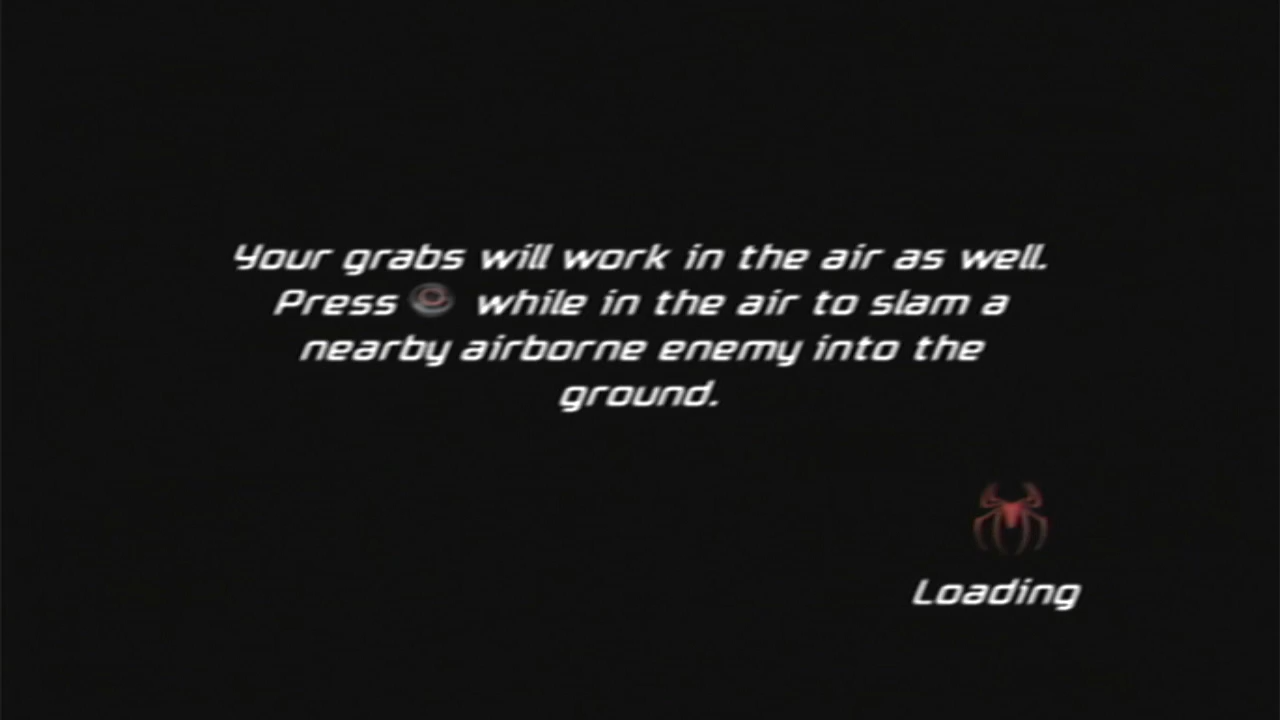 Your grabs will work in the air as well.
Press while in the air to slam a
nearby airborne enemy into the
ground.
Loading